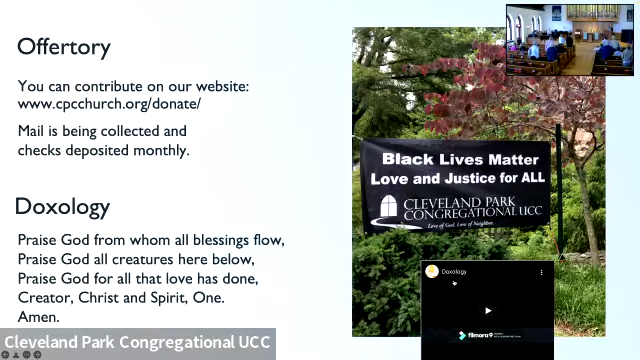 Offertory
You can contribute on our website:
www.cpcchurch.org/donate/
Mail is being collected and
checks deposited monthly.
Doxology
Praise God from whom all blessings flow,
Praise God all creatures here below,
Praise God for all that love has done,
Creator, Christ and Spirit, One.
Amen.
Cleveland Park Congregational UCC
Black Lives Matter
Love and Justice for ALL
CLEVELAND PARK
CONGREGATIONAL UCC
Love of God, Love of Neighbor
Doxology
filmora9